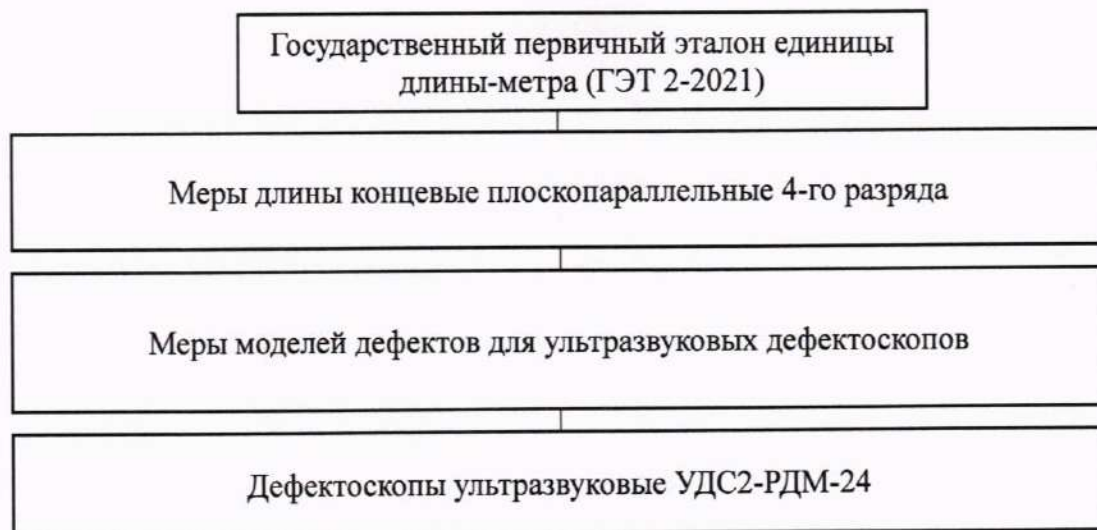 Государственный первичный эталон единицы
длины-метра (ГЭТ 2-2021)
Меры длины концевые плоскопараллельные 4-го разряда
Меры моделей дефектов для ультразвуковых дефектоскопов
Дефектоскопы ультразвуковые УДС2-РДМ-24